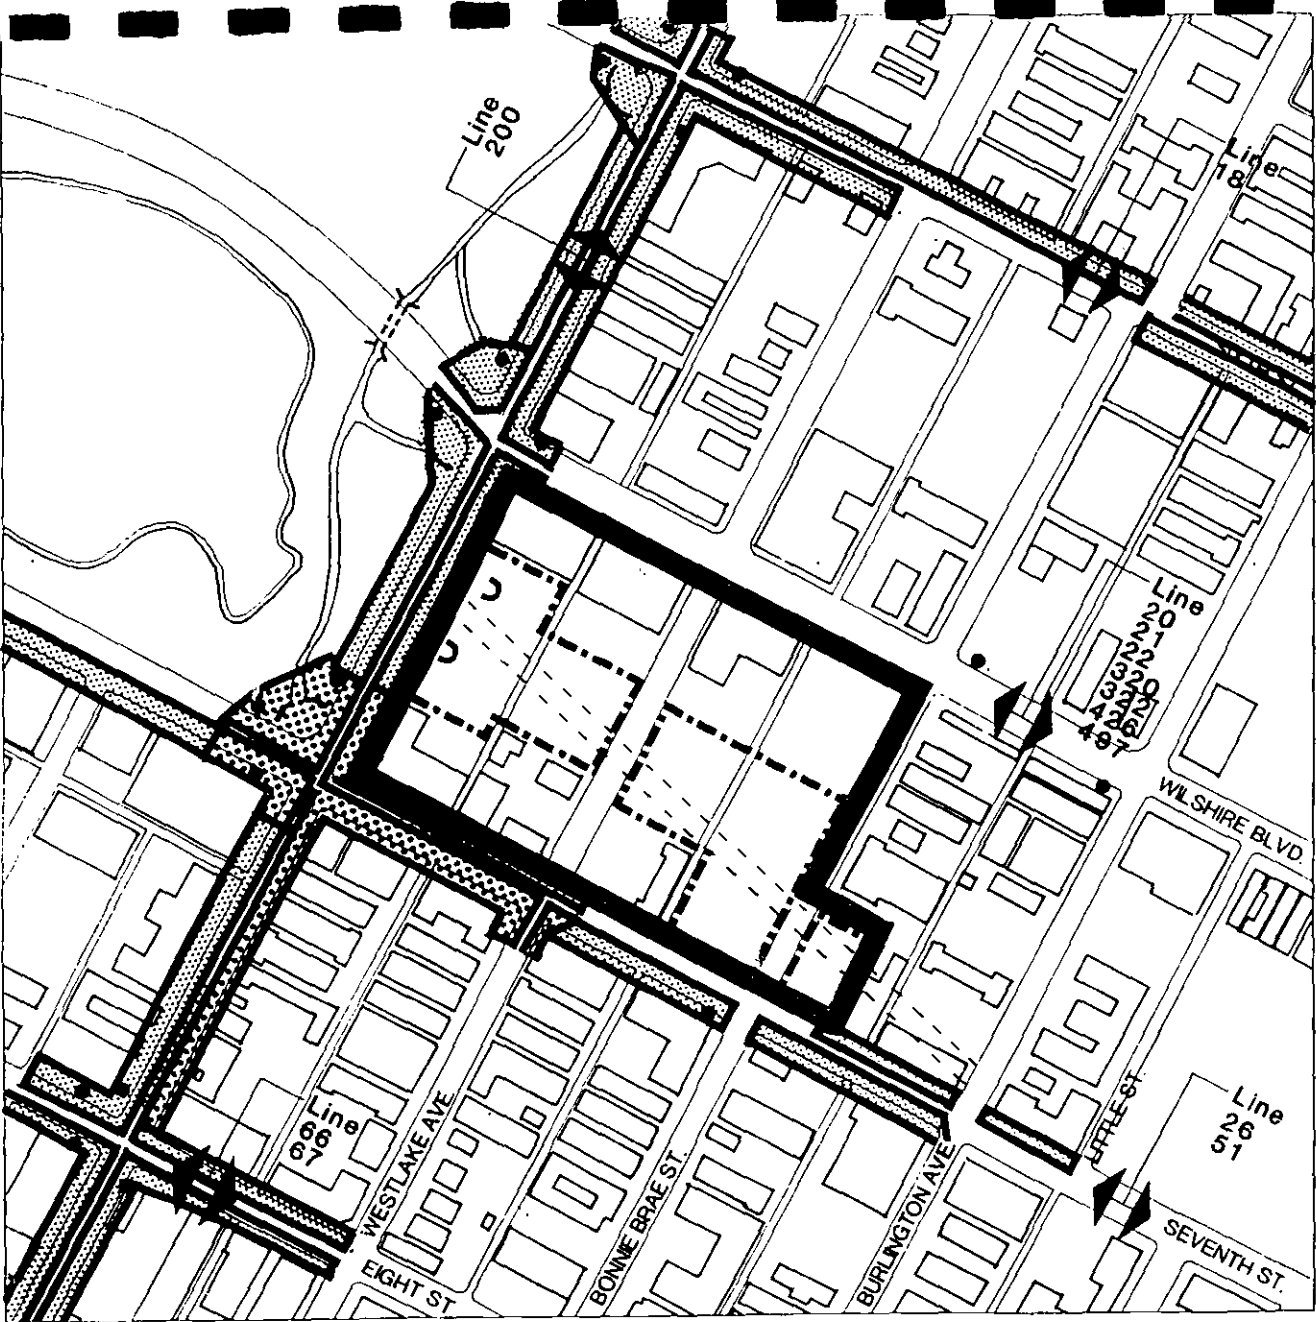 Line
200
Line
18
Line
20
21
22
320
322
426
497
WILSHIRE BLVD.
Line
66
67
WESTLAKE AVE.
EIGHT ST.
BONNIE BRAE ST.
BURLINGTON AVE.
LITTLE ST.
Line
26
51
SEVENTH ST.